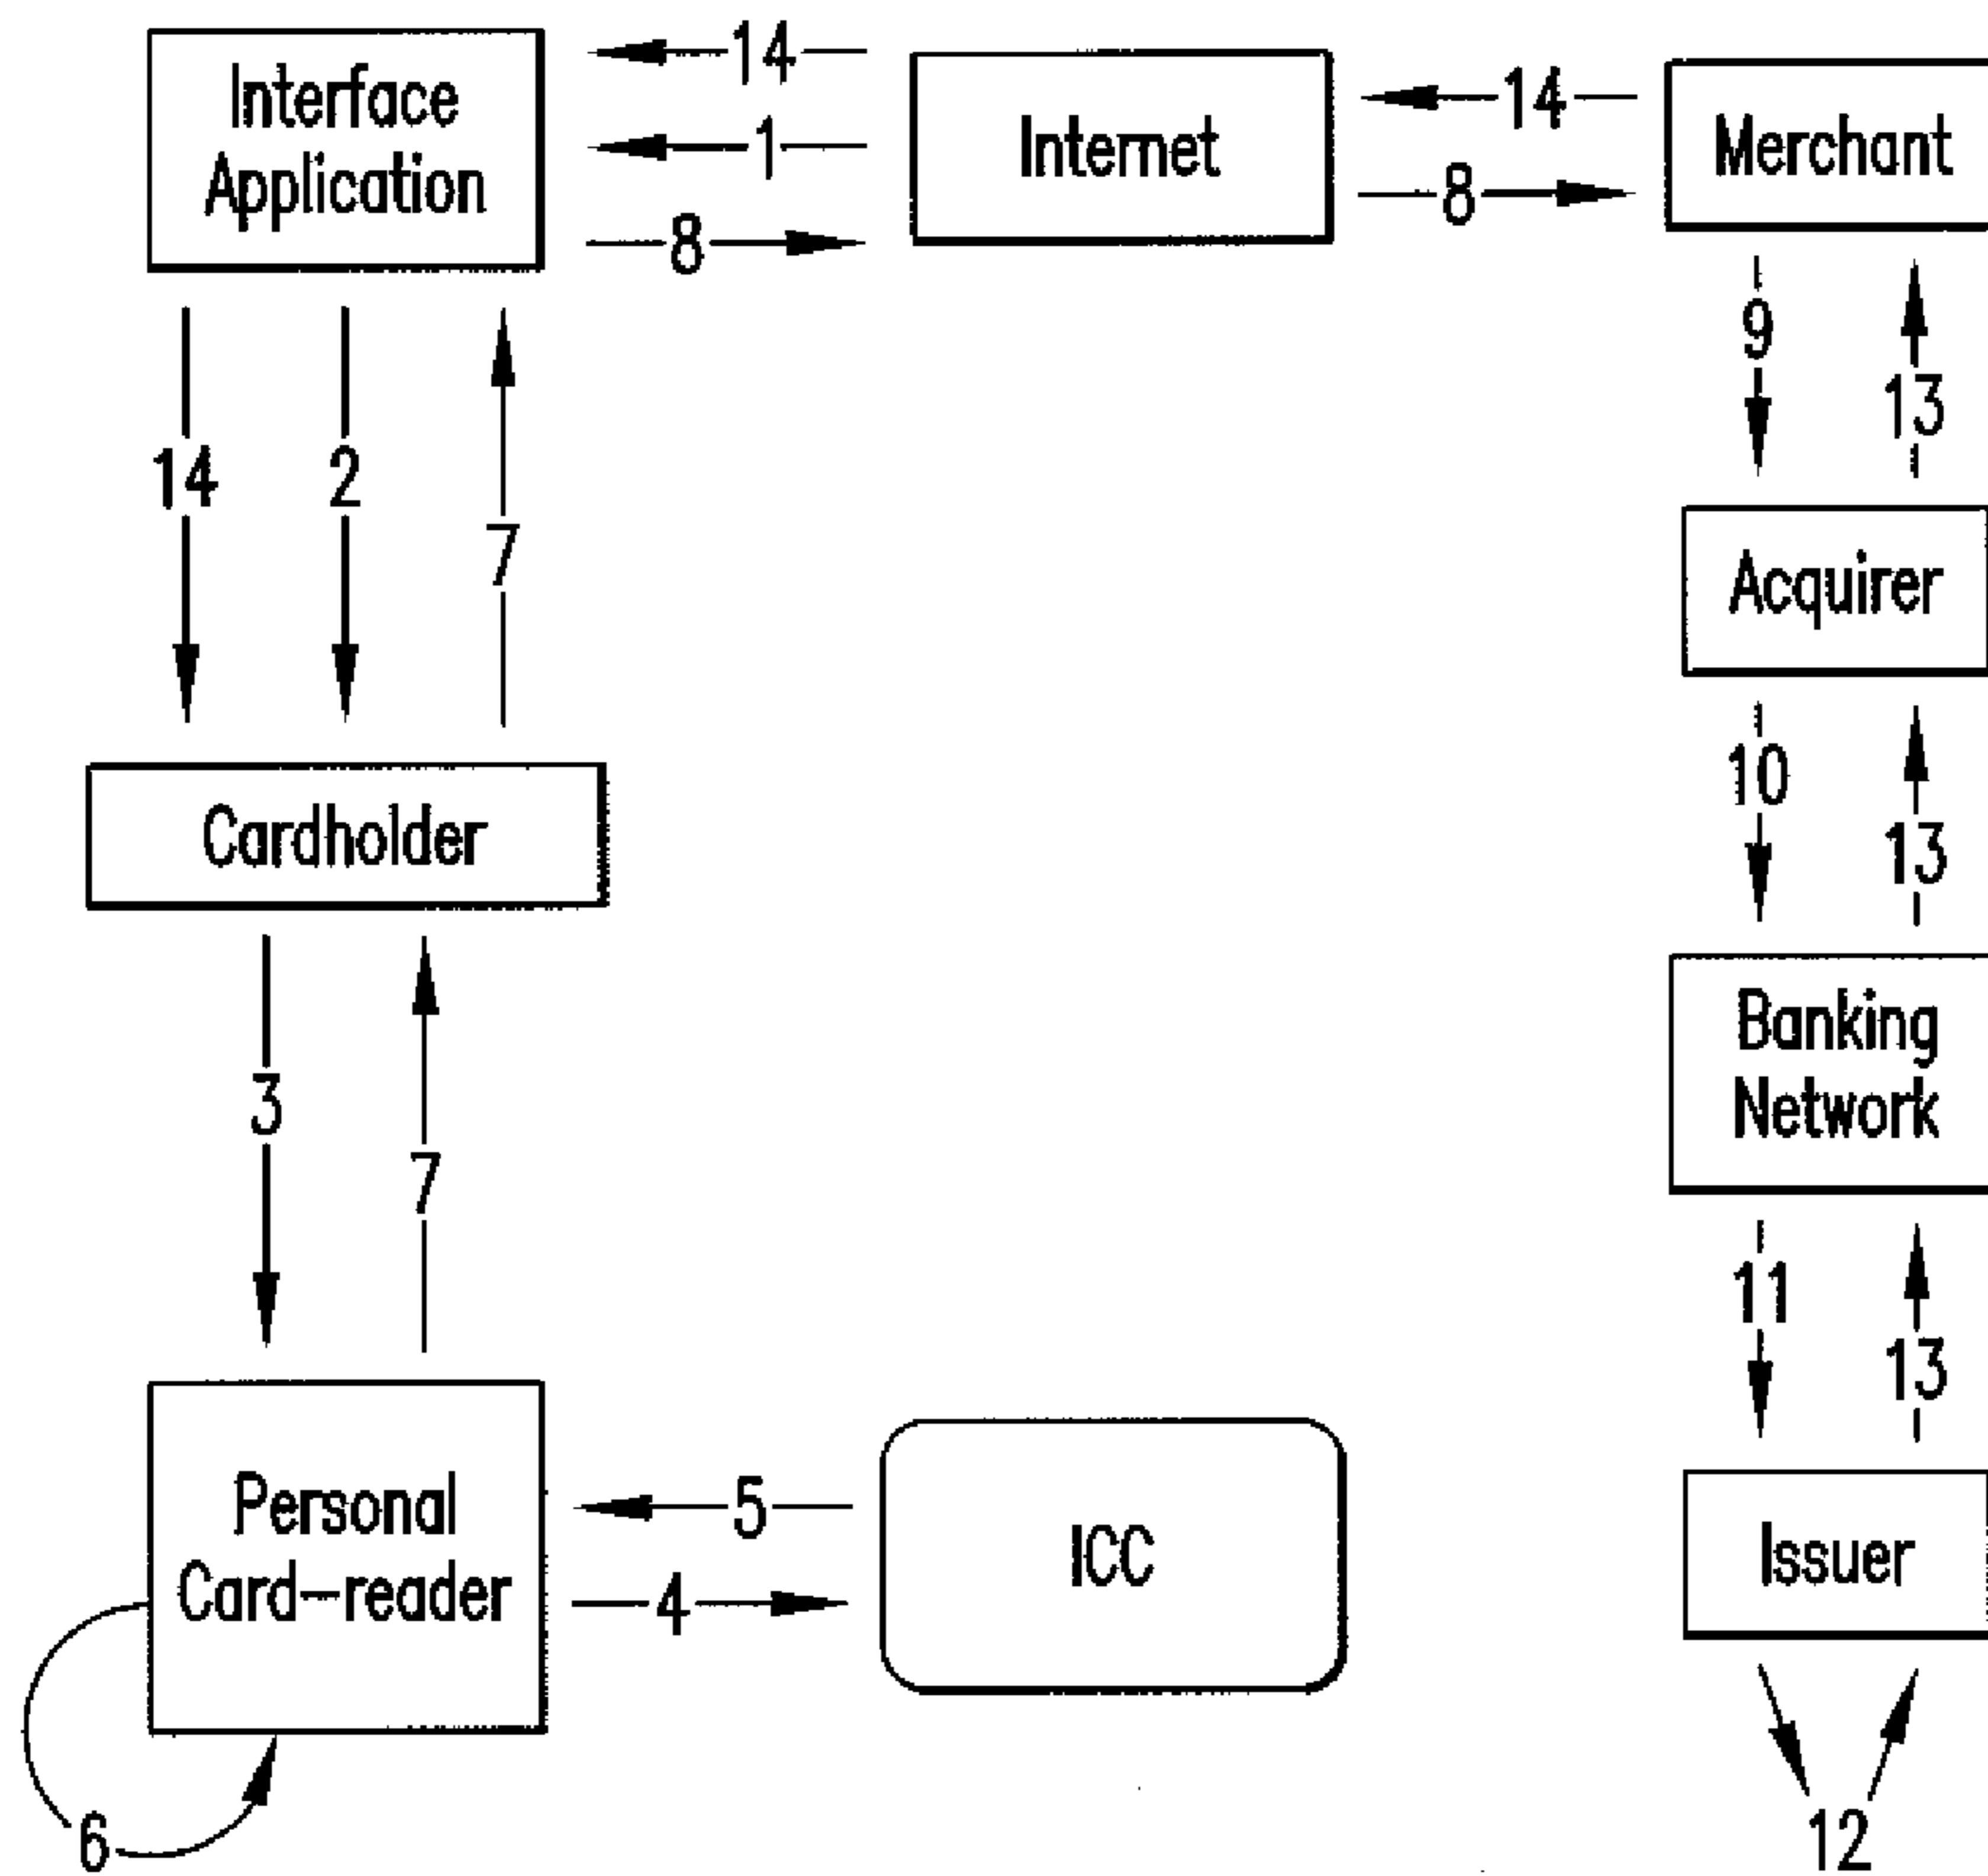 Interface
Application
14
1
8
Internet
14
8
Merchant
14
2
7
9
13
Cardholder
Acquirer
10
13
3
7
Banking
Network
11
13
Personal
Card-reader
5
4
ICC
Issuer
6
12